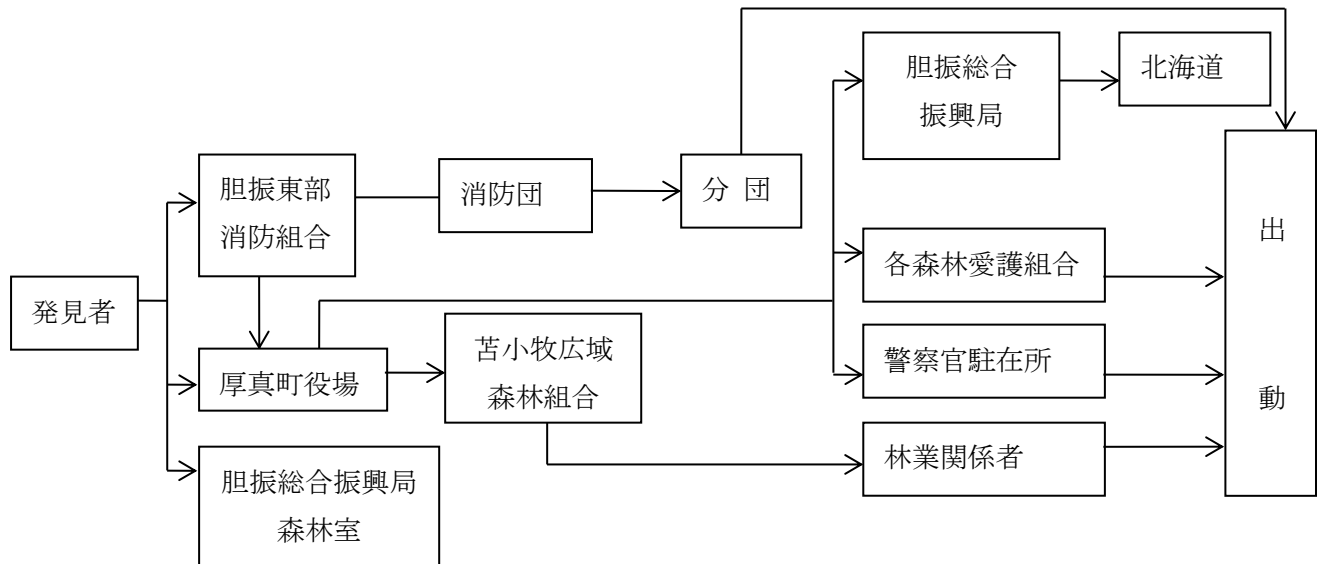 胆振総合
振興局
北海道
胆振東部
消防組合
消防団
分 団
出
動
各森林愛護組合
発見者
苫小牧広域
森林組合
警察官駐在所
厚真町役場
林業関係者
胆振総合振興局
森林室